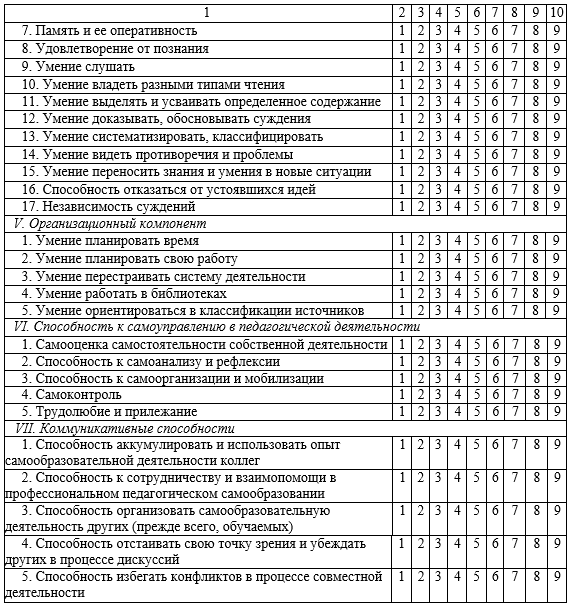 1 2 3 4 5 6 7 8 9 10
7. Память и ее оперативность 1 2 3 4 5 6 7 8 9
8. Удовлетворение от познания 1 2 3 4 5 6 7 8 9
9. Умение слушать 1 2 3 4 5 6 7 8 9
10. Умение владеть разными типами чтения 1 2 3 4 5 6 7 8 9
11. Умение выделять и усваивать определенное содержание 1 2 3 4 5 6 7 8 9
12. Умение доказывать, обосновывать суждения 1 2 3 4 5 6 7 8 9
13. Умение систематизировать, классифицировать 1 2 3 4 5 6 7 8 9
14. Умение видеть противоречия и проблемы 1 2 3 4 5 6 7 8 9
15. Умение переносить знания и умения в новые ситуации 1 2 3 4 5 6 7 8 9
16. Способность отказаться от устоявшихся идей 1 2 3 4 5 6 7 8 9
17. Независимость суждений 1 2 3 4 5 6 7 8 9
V. Организационный компонент
1. Умение планировать время 1 2 3 4 5 6 7 8 9
2. Умение планировать свою работу 1 2 3 4 5 6 7 8 9
3. Умение перестраивать систему деятельности 1 2 3 4 5 6 7 8 9
4. Умение работать в библиотеках 1 2 3 4 5 6 7 8 9
5. Умение ориентироваться в классификации источников 1 2 3 4 5 6 7 8 9
VI. Способность к самоуправлению в педагогической деятельности
1. Самооценка самостоятельности собственной деятельности 1 2 3 4 5 6 7 8 9
2. Способность к самоанализу и рефлексии 1 2 3 4 5 6 7 8 9
3. Способность к самоорганизации и мобилизации 1 2 3 4 5 6 7 8 9
4. Самоконтроль 1 2 3 4 5 6 7 8 9
5. Трудолюбие и прилежание 1 2 3 4 5 6 7 8 9
VII. Коммуникативные способности
1. Способность аккумулировать и использовать опыт 1 2 3 4 5 6 7 8 9
самообразовательной деятельности коллег
2. Способность к сотрудничеству и взаимопомощи в 1 2 3 4 5 6 7 8 9
профессиональном педагогическом самообразовании
3. Способность организовать самообразовательную 1 2 3 4 5 6 7 8 9
деятельность других (прежде всего, обучаемых)
4. Способность отстаивать свою точку зрения и убеждать 1 2 3 4 5 6 7 8 9
других в процессе дискуссий
5. Способность избегать конфликтов в процессе совместной 1 2 3 4 5 6 7 8 9
деятельности